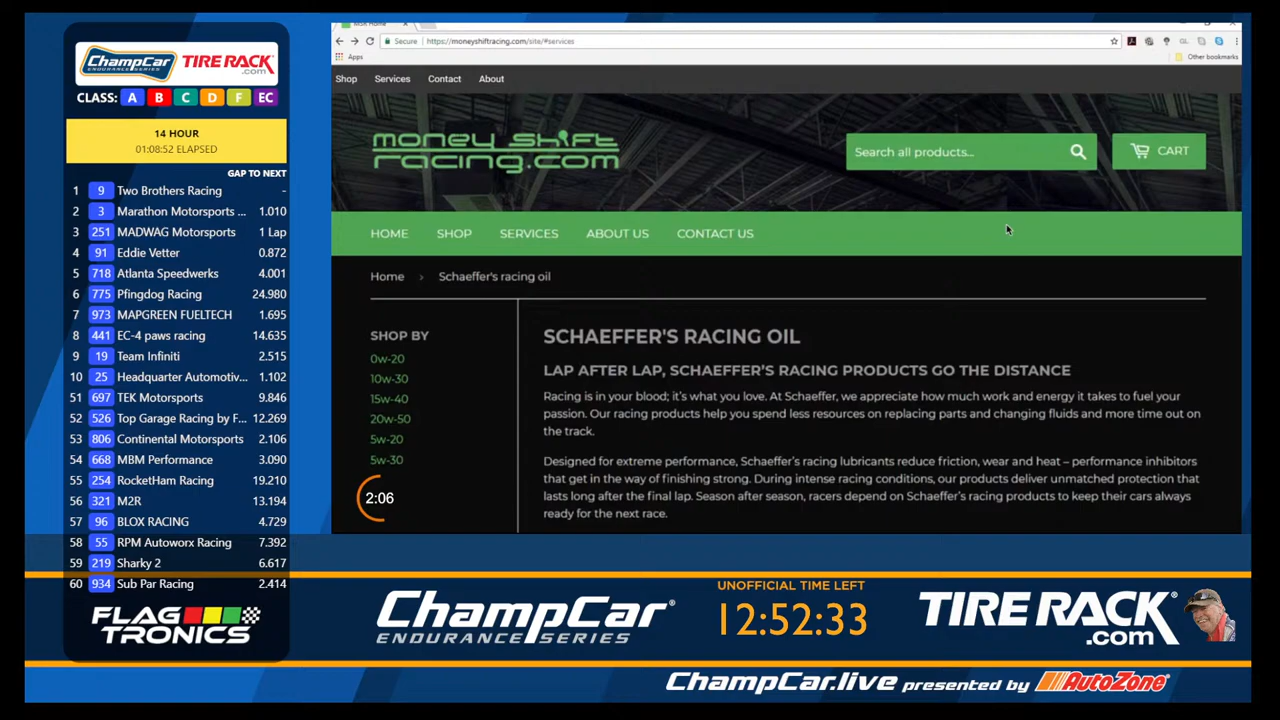 ChampCar
ENDURANCE SERIES
TIRE RACK
.com
CLASS: A B C D F EC
14 HOUR
01:08:52 ELAPSED
GAP TO NEXT
1 9 Two Brothers Racing -
2 3 Marathon Motorsports ... 1.010
3 251 MADWAG Motorsports 1 Lap
4 91 Eddie Vetter 0.872
5 718 Atlanta Speedwerks 4.001
6 775 Pfingdog Racing 24.980
7 973 MAPGREEN FUELTECH 1.695
8 441 EC-4 paws racing 14.635
9 19 Team Infiniti 2.515
10 25 Headquarter Automotiv... 1.102
51 697 TEK Motorsports 9.846
52 526 Top Garage Racing by F... 12.269
53 806 Continental Motorsports 2.106
54 668 MBM Performance 3.090
55 254 RocketHam Racing 19.210
56 321 M2R 13.194
57 96 BLOX RACING 4.729
58 55 RPM Autoworx Racing 7.392
59 219 Sharky 2 6.617
60 934 Sub Par Racing 2.414
FLAG
TRONICS
Secure https://moneyshiftracing.com/site/#services
Apps
Other bookmarks
Shop Services Contact About
money shift
racing.com
Search all products...
CART
HOME SHOP SERVICES ABOUT US CONTACT US
Home › Schaeffer's racing oil
SHOP BY
0w-20
10w-30
15w-40
20w-50
5w-20
5w-30
2:06
SCHAEFFER'S RACING OIL
LAP AFTER LAP, SCHAEFFER'S RACING PRODUCTS GO THE DISTANCE
Racing is in your blood; it's what you love. At Schaeffer, we appreciate how much work and energy it takes to fuel your
passion. Our racing products help you spend less resources on replacing parts and changing fluids and more time out on
the track.
Designed for extreme performance, Schaeffer's racing lubricants reduce friction, wear and heat – performance inhibitors
that get in the way of finishing strong. During intense racing conditions, our products deliver unmatched protection that
lasts long after the final lap. Season after season, racers depend on Schaeffer's racing products to keep their cars always
ready for the next race.
ChampCar®
ENDURANCE SERIES
UNOFFICIAL TIME LEFT
12:52:33
TIRE RACK
.com
ChampCar.live presented by AutoZone